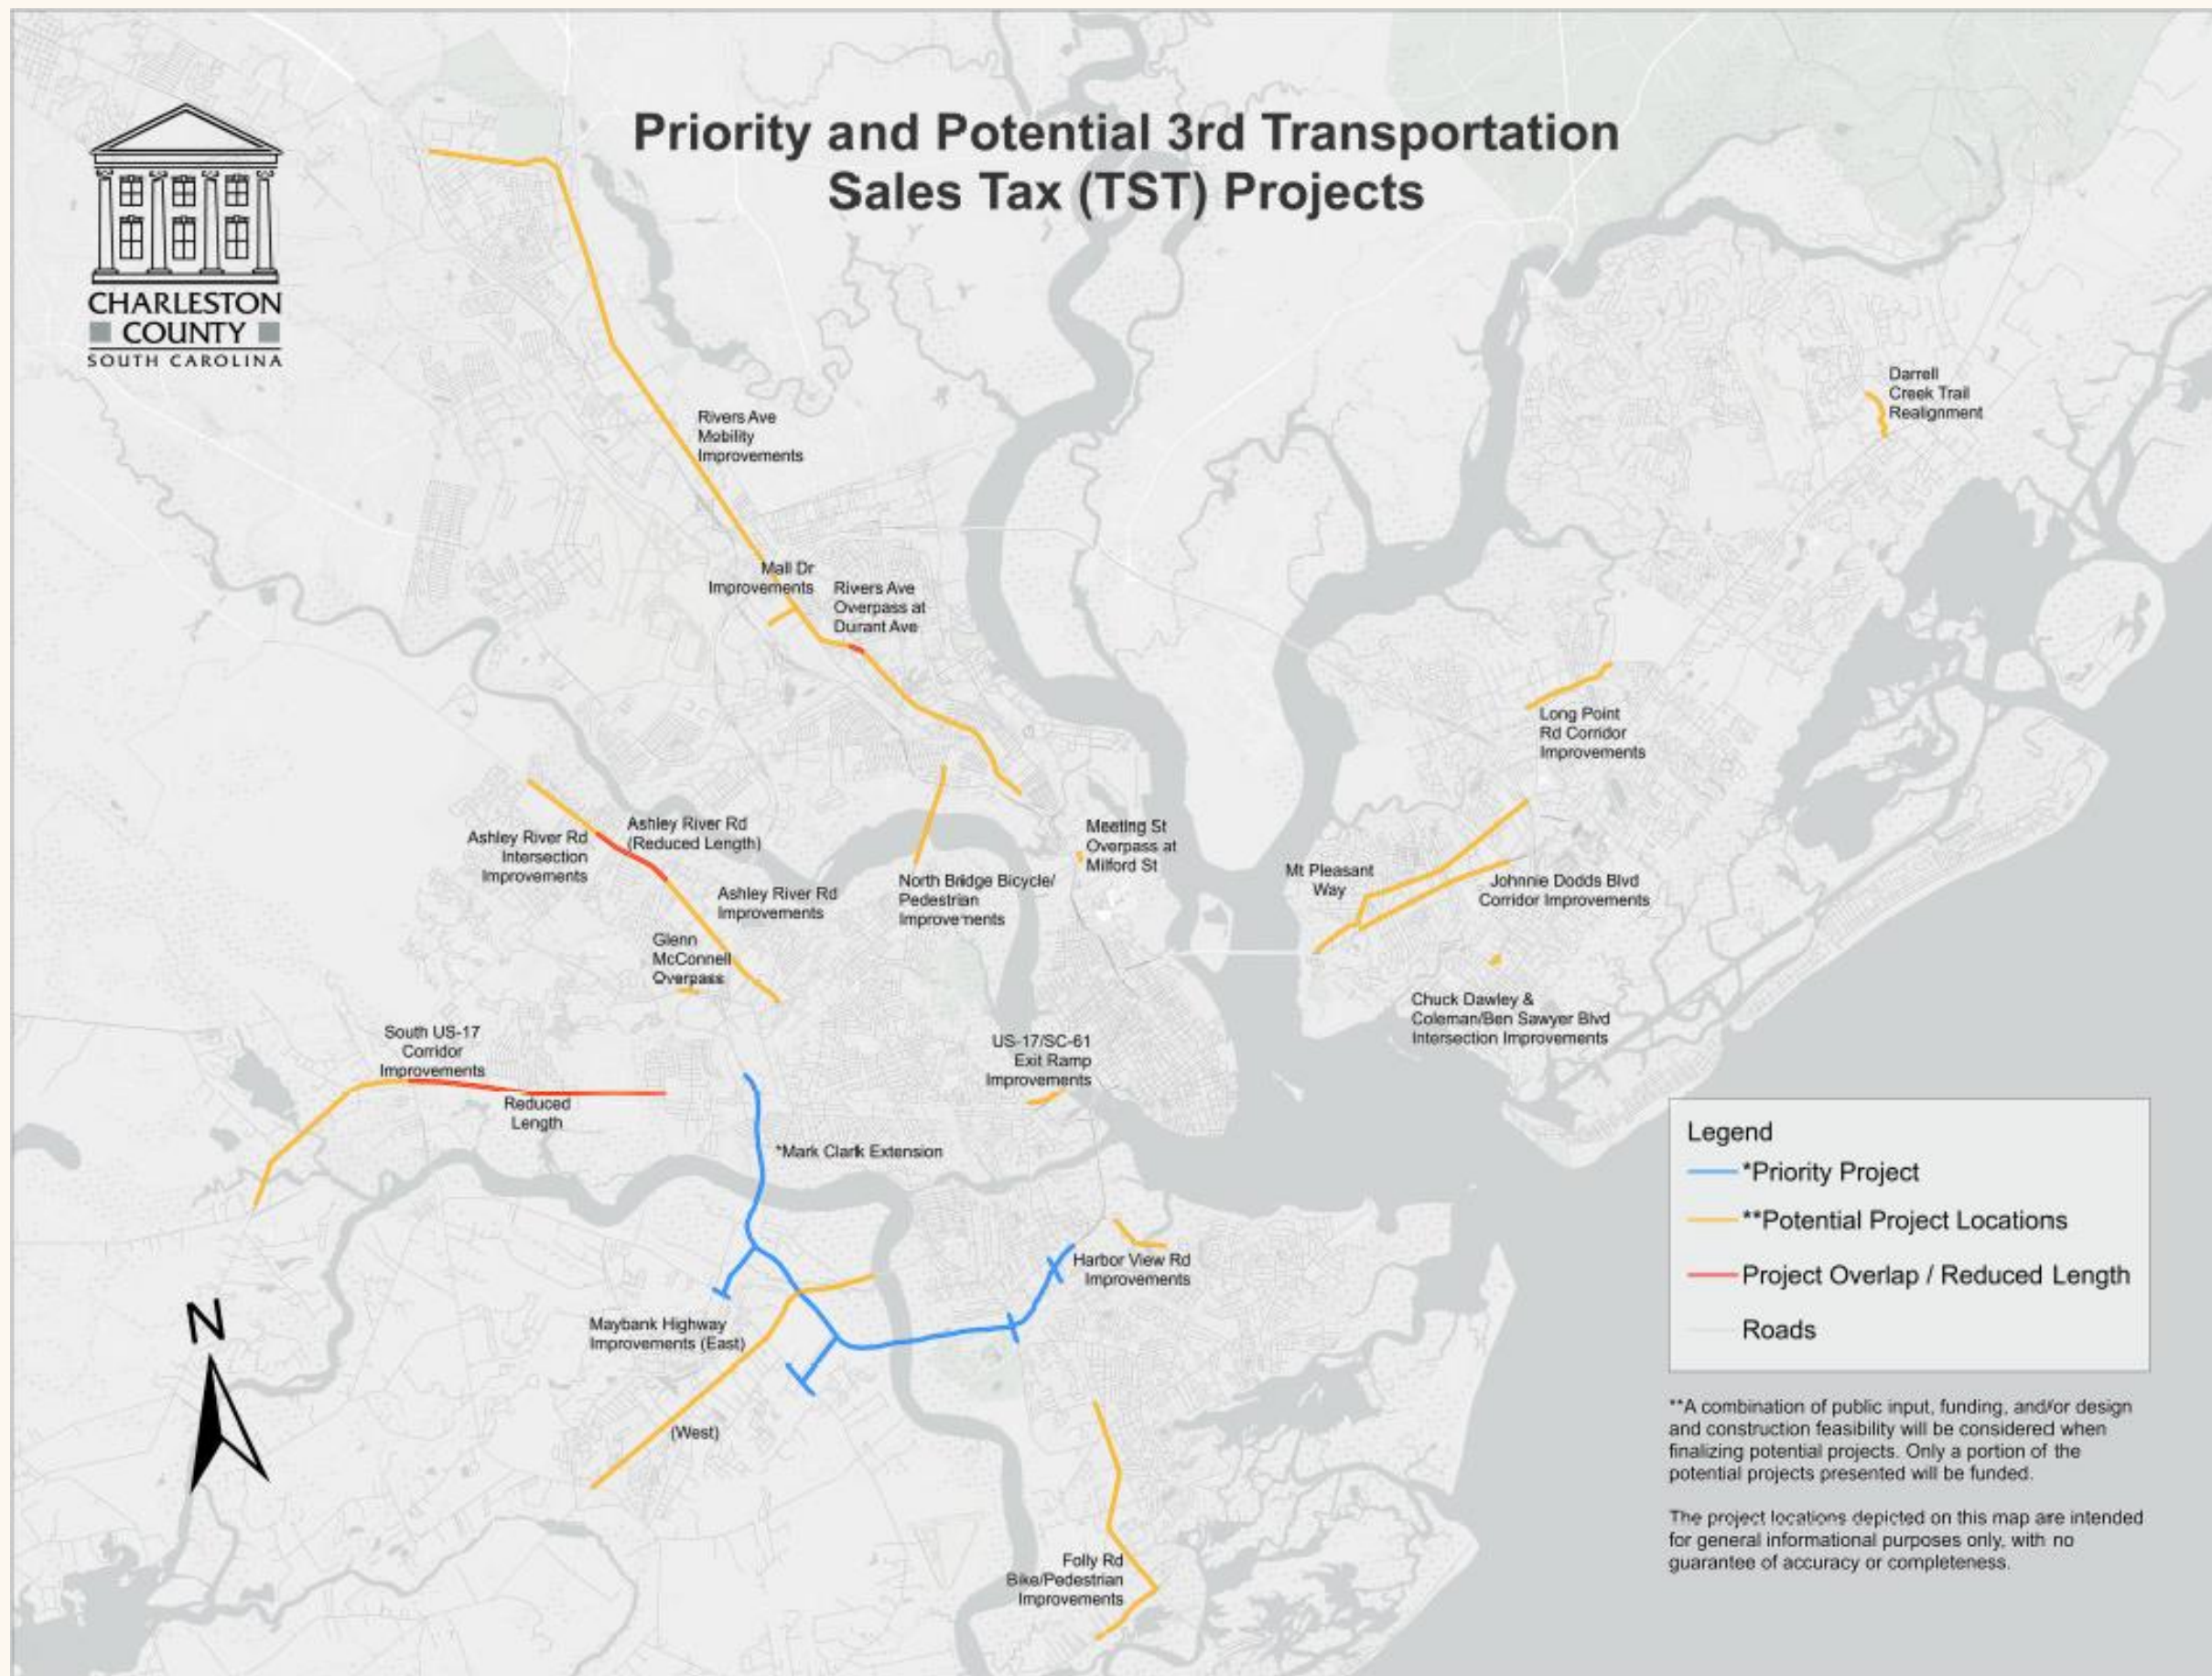 Priority and Potential 3rd Transportation
Sales Tax (TST) Projects
CHARLESTON
COUNTY
SOUTH CAROLINA
Darrell
Creek Trail
Realignment
Rivers Ave
Mobility
Improvements
Mall Dr
Improvements
Rivers Ave
Overpass at
Durant Ave
Long Point
Rd Corridor
Improvements
Ashley River Rd
Intersection
Improvements
Ashley River Rd
(Reduced Length)
Ashley River Rd
Improvements
North Bridge Bicycle/
Pedestrian
Improvements
Meeting St
Overpass at
Milford St
Mt Pleasant
Way
Johnnie Dodds Blvd
Corridor Improvements
Glenn
McConnell
Overpass
Chuck Dawley &
Coleman/Ben Sawyer Blvd
Intersection Improvements
South US-17
Corridor
Improvements
Reduced
Length
US-17/SC-61
Exit Ramp
Improvements
*Mark Clark Extension
Harbor View Rd
Improvements
Maybank Highway
Improvements (East)
(West)
Folly Rd
Bike/Pedestrian
Improvements
N
Legend
*Priority Project
**Potential Project Locations
Project Overlap / Reduced Length
Roads
**A combination of public input, funding, and/or design
and construction feasibility will be considered when
finalizing potential projects. Only a portion of the
potential projects presented will be funded.
The project locations depicted on this map are intended
for general informational purposes only, with no
guarantee of accuracy or completeness.